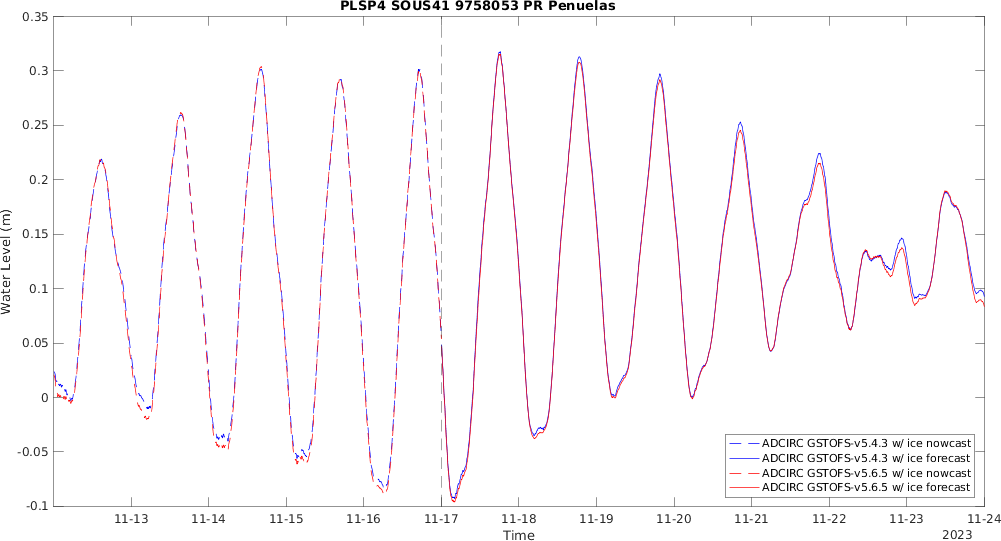 PLSP4 SOUS41 9758053 PR Penuelas
0.35
0.3
0.25
0.2
0.15
0.1
0.05
0
-0.05
-0.1
Water Level (m)
ADCIRC GSTOFS-v5.4.3 w/ ice nowcast
ADCIRC GSTOFS-v5.4.3 w/ ice forecast
ADCIRC GSTOFS-v5.6.5 w/ ice nowcast
ADCIRC GSTOFS-v5.6.5 w/ ice forecast
11-13 11-14 11-15 11-16 11-17 11-18 11-19 11-20 11-21 11-22 11-23 11-24
Time
2023